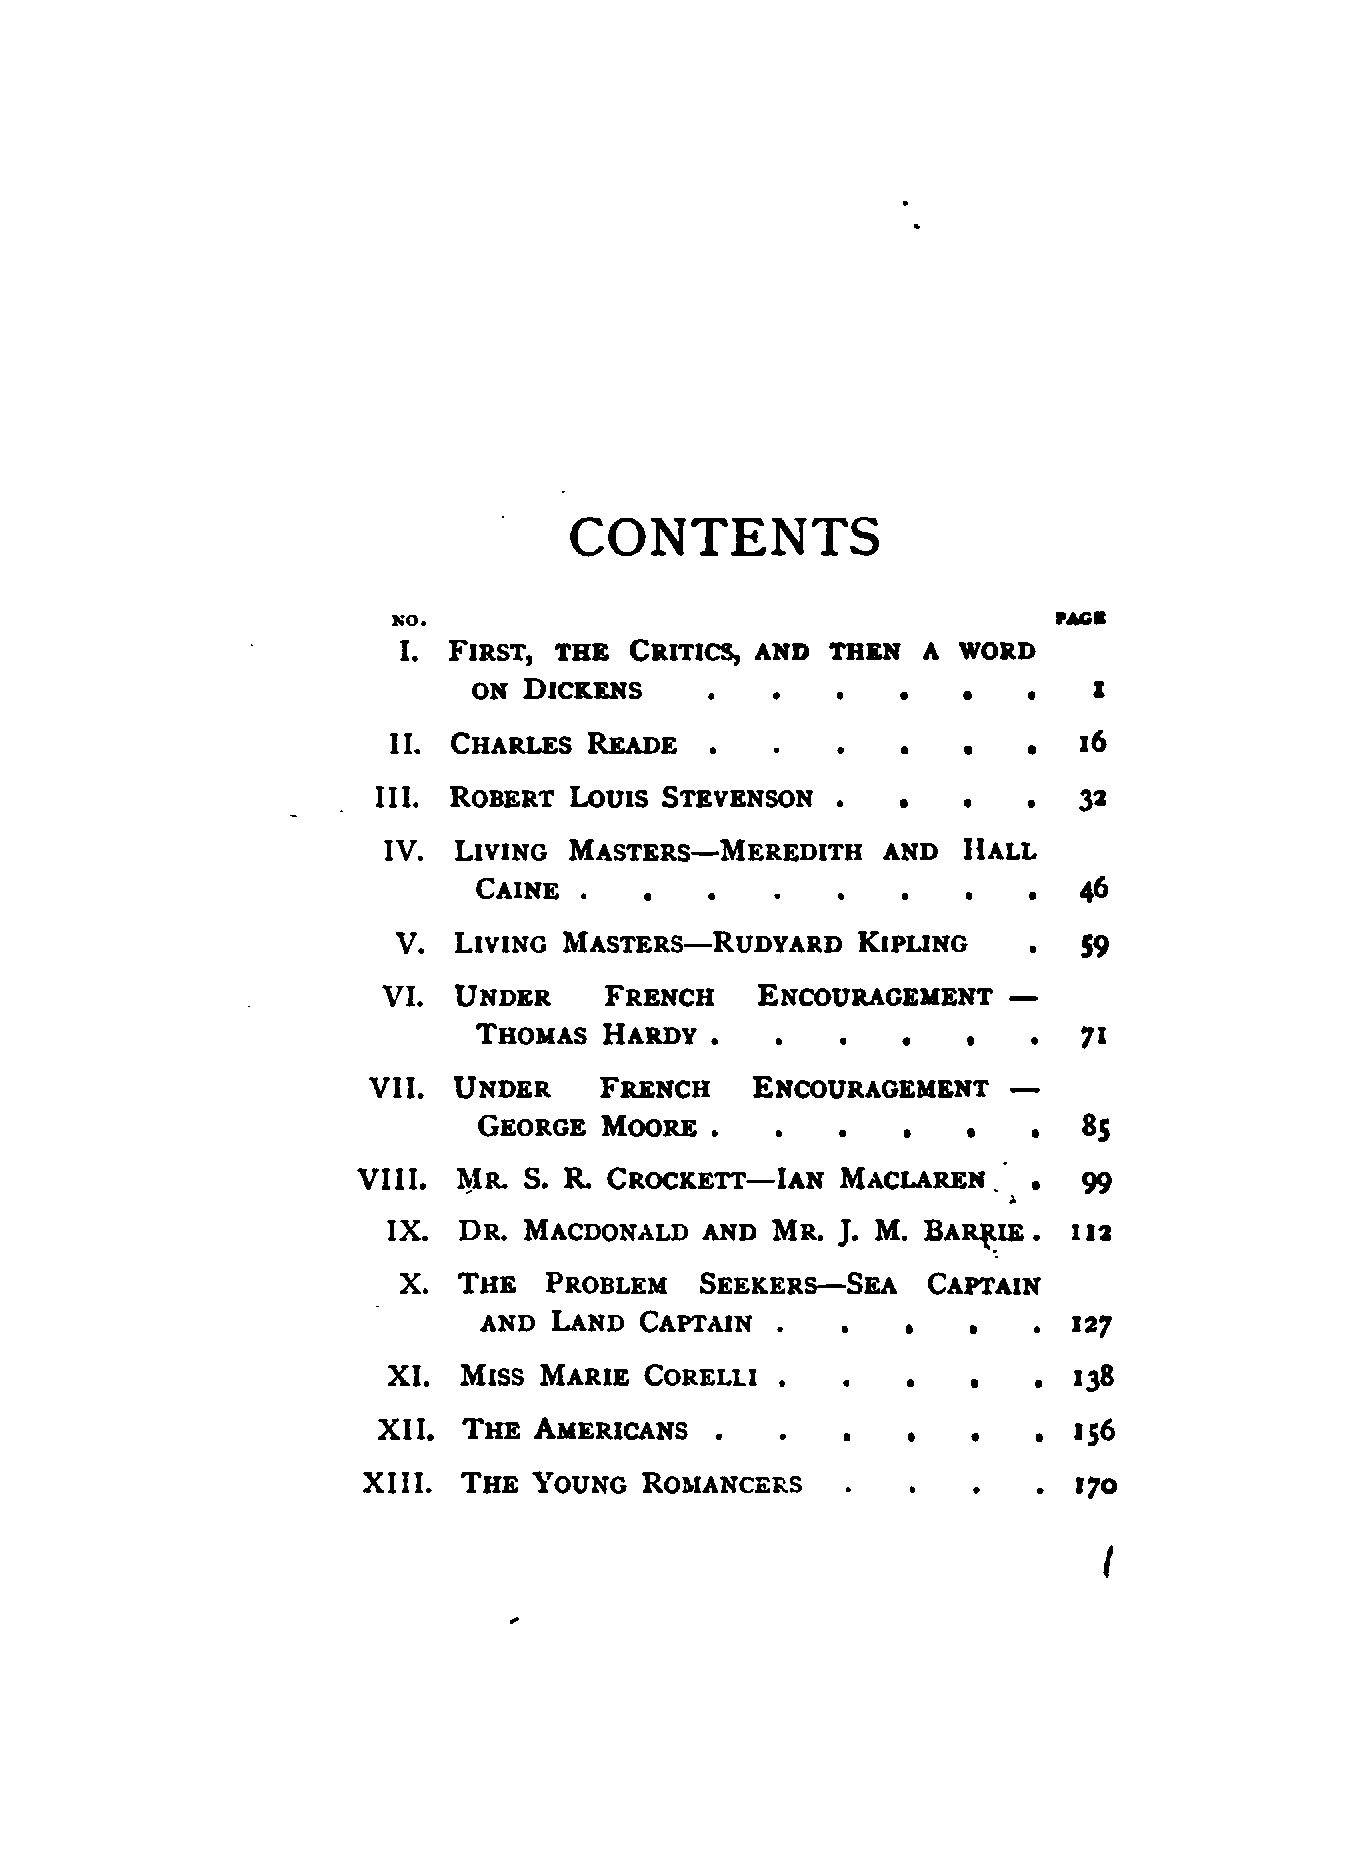 CONTENTS
NO. PAGE
I. First, the Critics, and then a word
on Dickens . . . . . . 1
II. Charles Reade . . . . . . 16
III. Robert Louis Stevenson . . . . 32
IV. Living Masters—Meredith and Hall
Caine . . . . . . . . 46
V. Living Masters—Rudyard Kipling . 59
VI. Under French Encouragement —
Thomas Hardy . . . . . . 71
VII. Under French Encouragement —
George Moore . . . . . . 85
VIII. Mr. S. R. Crockett—Ian Maclaren . 99
IX. Dr. Macdonald and Mr. J. M. Barrie . 112
X. The Problem Seekers—Sea Captain
and Land Captain . . . . . 127
XI. Miss Marie Corelli . . . . . 138
XII. The Americans . . . . . . 156
XIII. The Young Romancers . . . . 170